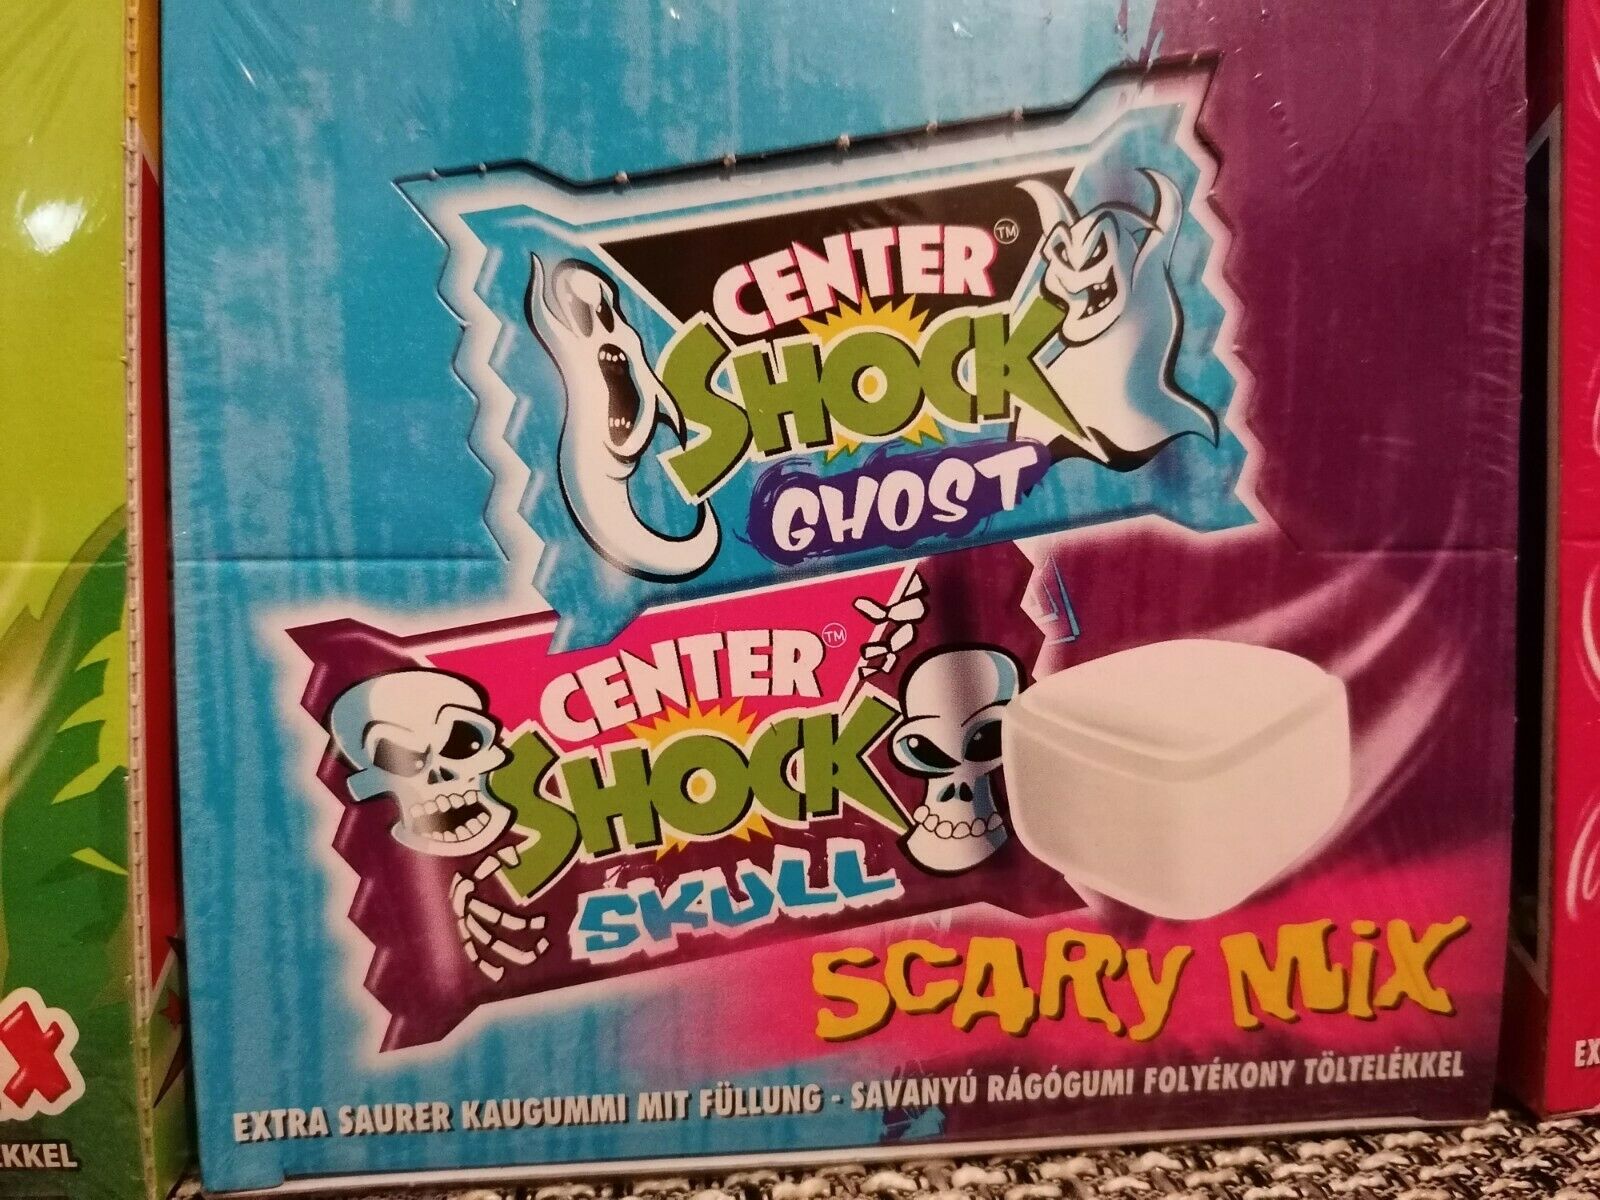 CENTER™
SHOCK
GHOST
CENTER™
SHOCK
SKULL
SCARY MiX
EXTRA SAURER KAUGUMMI MIT FÜLLUNG - SAVANYÚ RÁGÓGUMI FOLYÉKONY TÖLTELÉKKEL